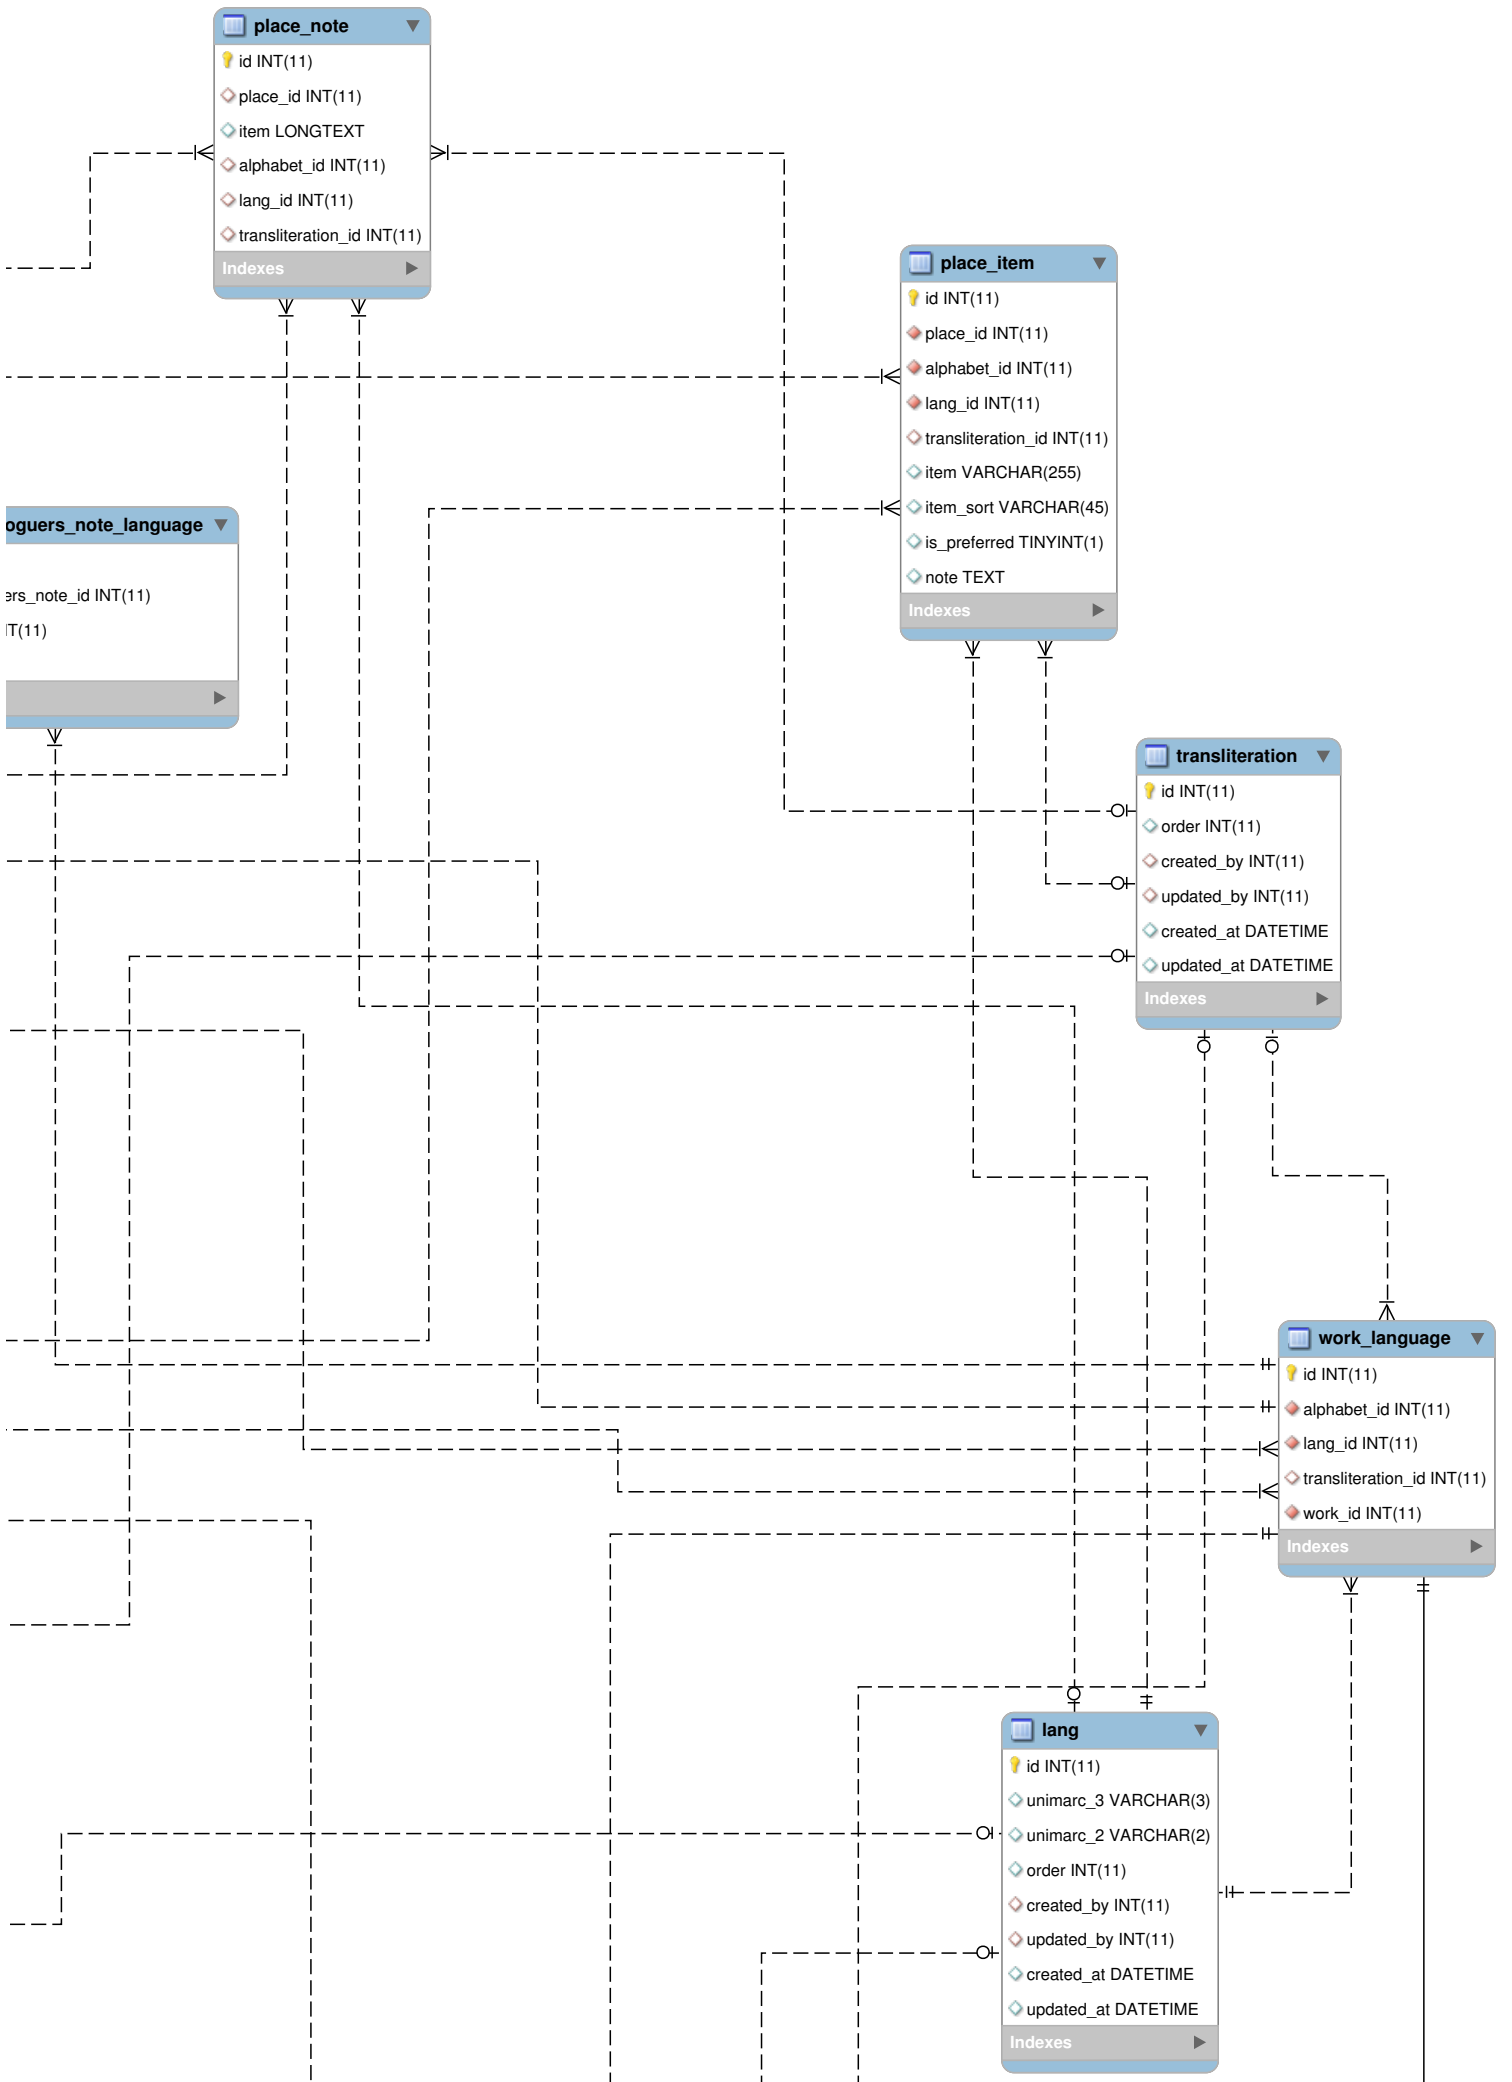 place_note
id INT(11)
place_id INT(11)
item LONGTEXT
alphabet_id INT(11)
lang_id INT(11)
transliteration_id INT(11)
Indexes
place_item
id INT(11)
place_id INT(11)
alphabet_id INT(11)
lang_id INT(11)
transliteration_id INT(11)
item VARCHAR(255)
item_sort VARCHAR(45)
is_preferred TINYINT(1)
note TEXT
Indexes
oguers_note_language
ers_note_id INT(11)
IT(11)
transliteration
id INT(11)
order INT(11)
created_by INT(11)
updated_by INT(11)
created_at DATETIME
updated_at DATETIME
Indexes
work_language
id INT(11)
alphabet_id INT(11)
lang_id INT(11)
transliteration_id INT(11)
work_id INT(11)
Indexes
lang
id INT(11)
unimarc_3 VARCHAR(3)
unimarc_2 VARCHAR(2)
order INT(11)
created_by INT(11)
updated_by INT(11)
created_at DATETIME
updated_at DATETIME
Indexes